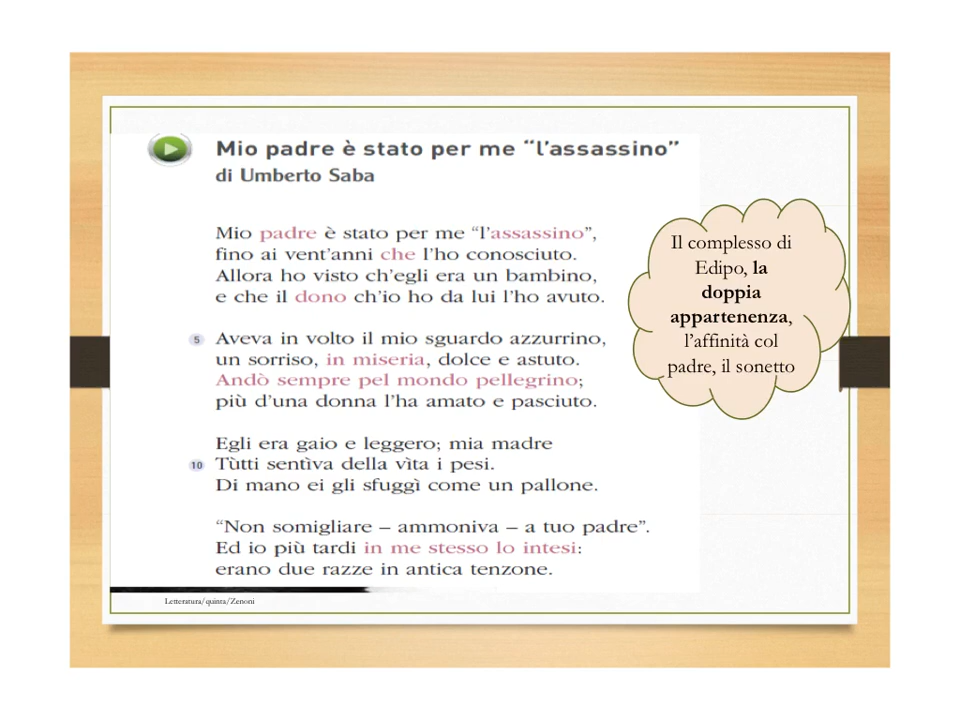 Mio padre è stato per me “l’assassino”
di Umberto Saba
Mio padre è stato per me “l’assassino”,
fino ai vent’anni che l’ho conosciuto.
Allora ho visto ch’egli era un bambino,
e che il dono ch’io ho da lui l’ho avuto.
5 Aveva in volto il mio sguardo azzurrino,
un sorriso, in miseria, dolce e astuto.
Andò sempre pel mondo pellegrino;
più d’una donna l’ha amato e pasciuto.
Egli era gaio e leggero; mia madre
10 Tùtti sentìva della vìta i pesi.
Di mano ei gli sfuggì come un pallone.
“Non somigliare – ammoniva – a tuo padre”.
Ed io più tardi in me stesso lo intesi:
erano due razze in antica tenzone.
Il complesso di
Edipo, la
doppia
appartenenza,
l’affinità col
padre, il sonetto
Letteratura/quinta/Zenoni